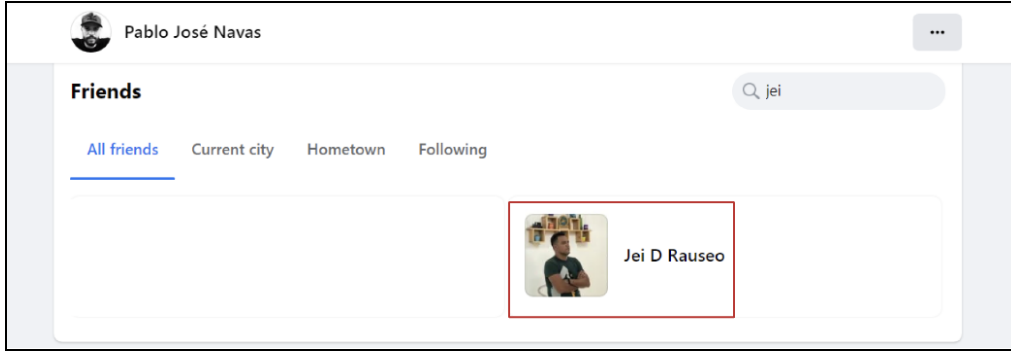 Pablo José Navas
Friends
jei
All friends Current city Hometown Following
Jei D Rauseo